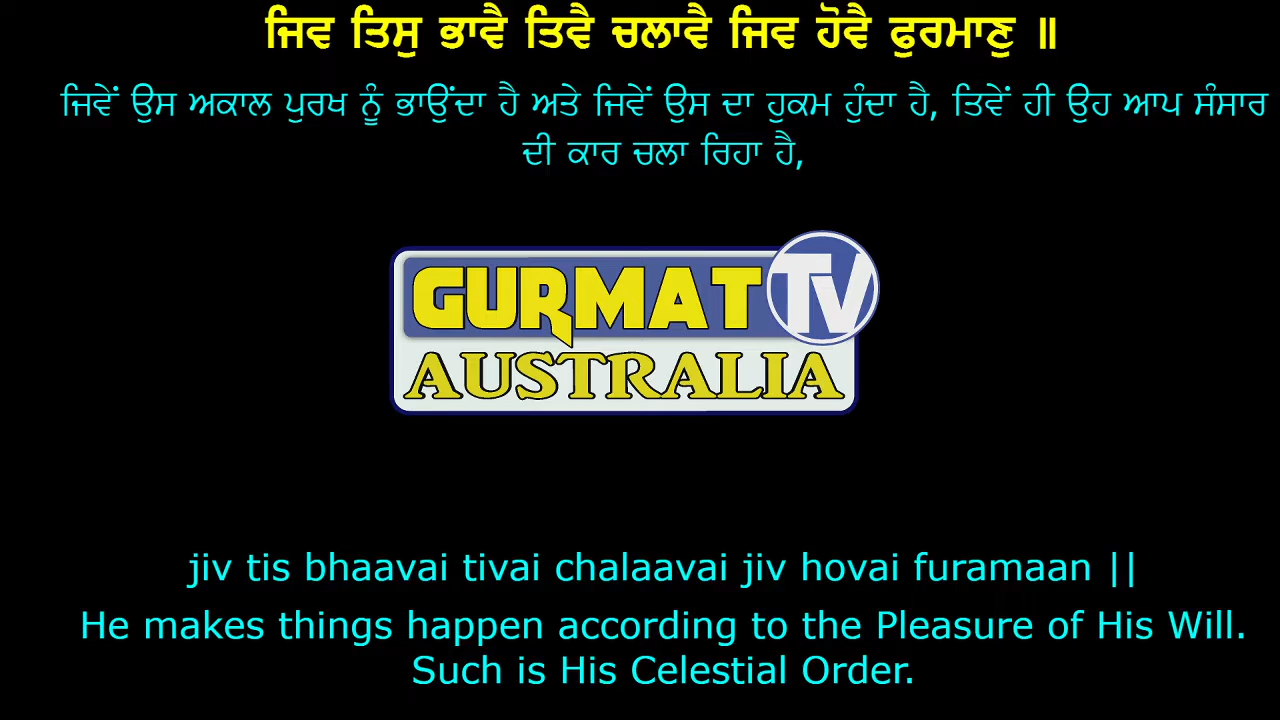 ਜਿਵ ਤਿਸੁ ਭਾਵੈ ਤਿਵੈ ਚਲਾਵੈ ਜਿਵ ਹੋਵੈ ਫੁਰਮਾਣੁ ॥
ਜਿਵੇਂ ਉਸ ਅਕਾਲ ਪੁਰਖ ਨੂੰ ਭਾਉਂਦਾ ਹੈ ਅਤੇ ਜਿਵੇਂ ਉਸ ਦਾ ਹੁਕਮ ਹੁੰਦਾ ਹੈ, ਤਿਵੇਂ ਹੀ ਉਹ ਆਪ ਸੰਸਾਰ
ਦੀ ਕਾਰ ਚਲਾ ਰਿਹਾ ਹੈ,
GURMAT TV
AUSTRALIA
jiv tis bhaavai tivai chalaavai jiv hovai furamaan ||
He makes things happen according to the Pleasure of His Will.
Such is His Celestial Order.